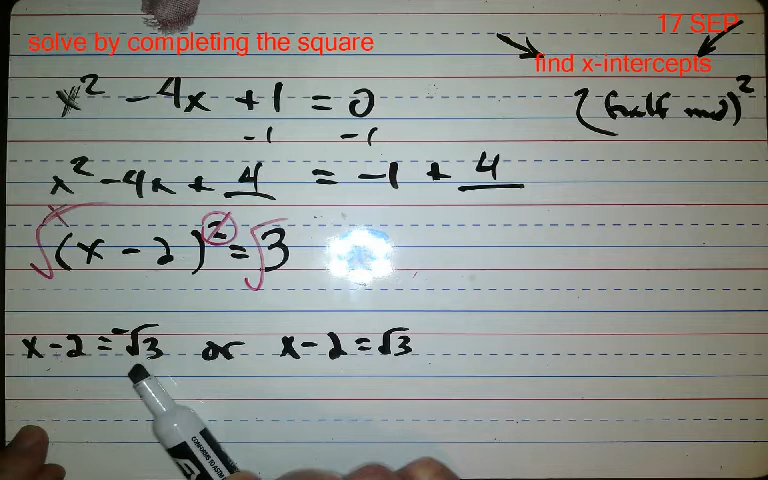 17 SEP
solve by completing the square
find x-intercepts
x² - 4x + 1 = 0
(half md)²
-1 -1
x² - 4x + 4 = -1 + 4
√(x - 2)² = √3
x - 2 = -√3 or x - 2 = √3